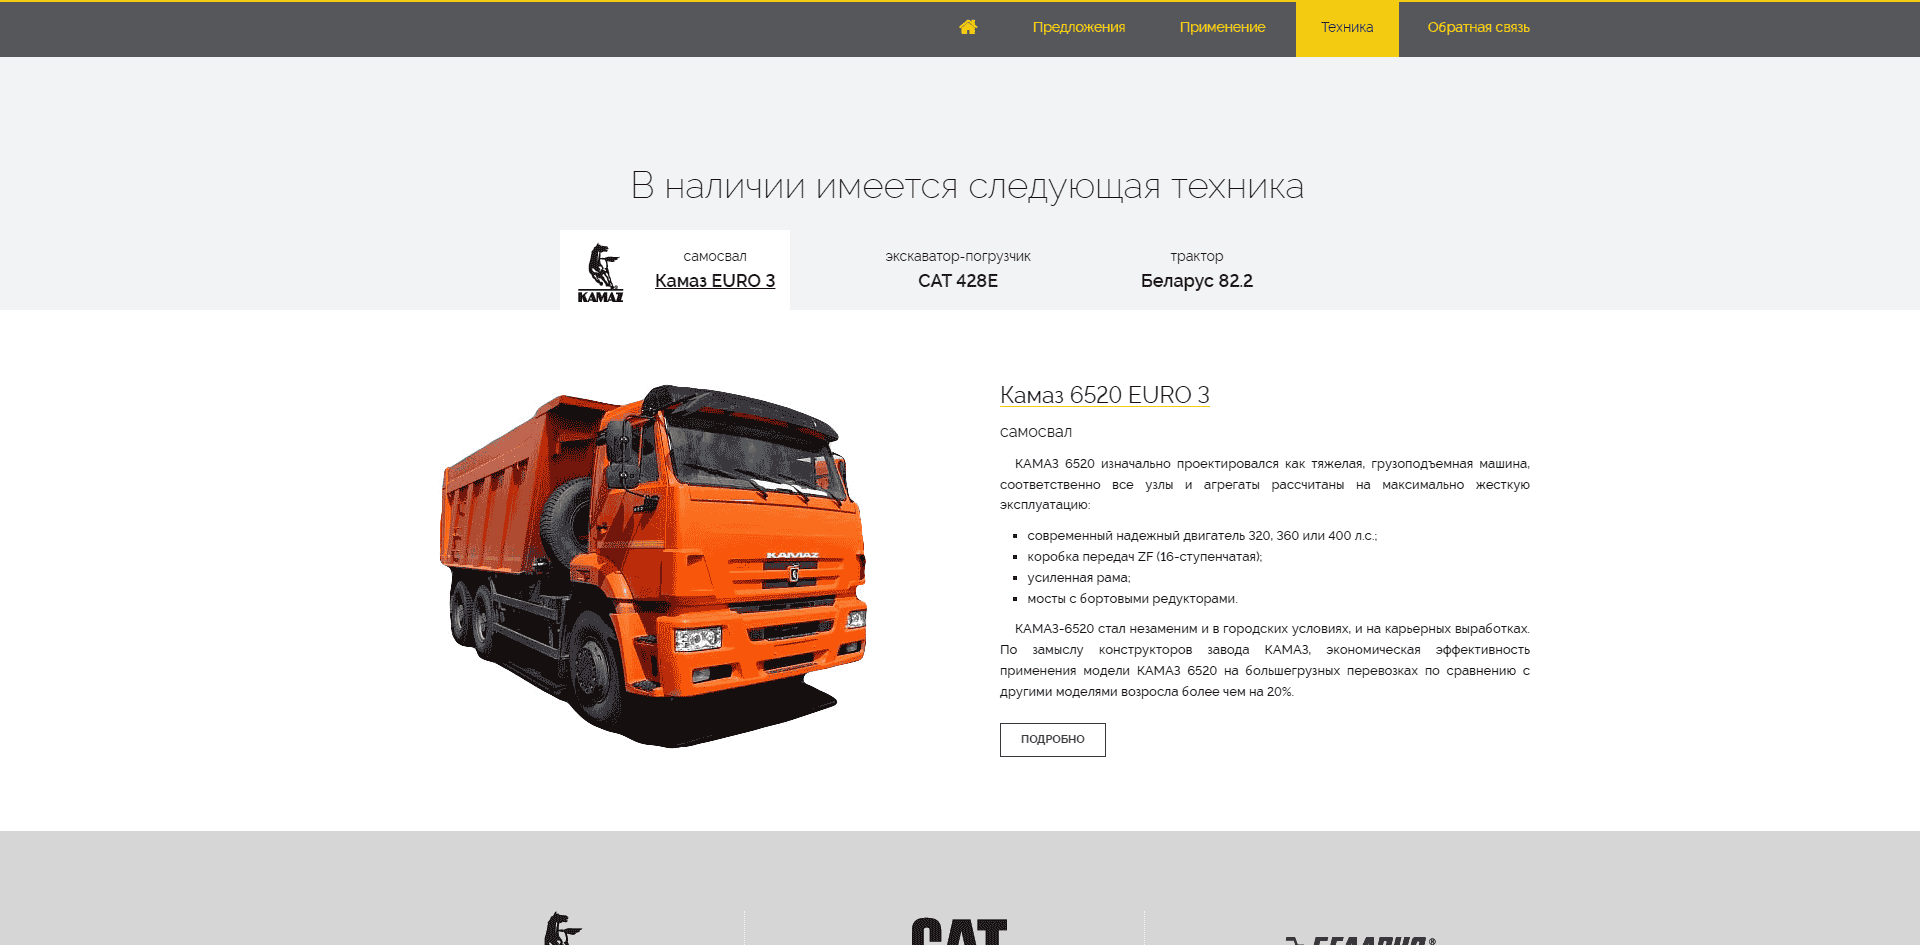 Предложения
Применение
Техника
Обратная связь
В наличии имеется следующая техника
KAMAZ
самосвал
Камаз EURO 3
экскаватор-погрузчик
CAT 428E
трактор
Беларус 82.2
KAMAZ
Камаз 6520 EURO 3
самосвал
КАМАЗ 6520 изначально проектировался как тяжелая, грузоподъемная машина,
соответственно все узлы и агрегаты рассчитаны на максимально жесткую
эксплуатацию:
современный надежный двигатель 320, 360 или 400 л.с.;
коробка передач ZF (16-ступенчатая);
усиленная рама;
мосты с бортовыми редукторами.
КАМАЗ-6520 стал незаменим и в городских условиях, и на карьерных выработках.
По замыслу конструкторов завода КАМАЗ, экономическая эффективность
применения модели КАМАЗ 6520 на большегрузных перевозках по сравнению с
другими моделями возросла более чем на 20%.
ПОДРОБНО
CAT
БЕЛАРУС®